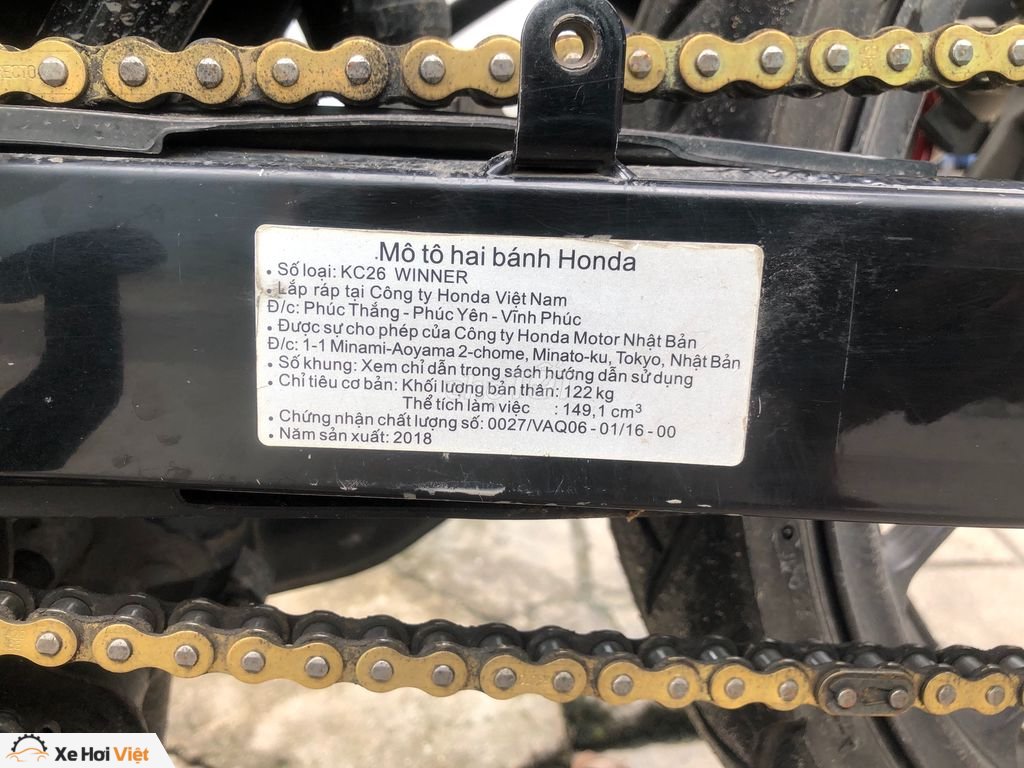 RECTO
.Mô tô hai bánh Honda
• Số loại: KC26 WINNER
• Lắp ráp tại Công ty Honda Việt Nam
Đ/c: Phúc Thắng - Phúc Yên - Vĩnh Phúc
• Được sự cho phép của Công ty Honda Motor Nhật Bản
Đ/c: 1-1 Minami-Aoyama 2-chome, Minato-ku, Tokyo, Nhật Bản
• Số khung: Xem chỉ dẫn trong sách hướng dẫn sử dụng
• Chỉ tiêu cơ bản: Khối lượng bản thân: 122 kg
Thể tích làm việc : 149,1 cm³
• Chứng nhận chất lượng số: 0027/VAQ06 - 01/16 - 00
• Năm sản xuất: 2018
Xe Hơi Việt